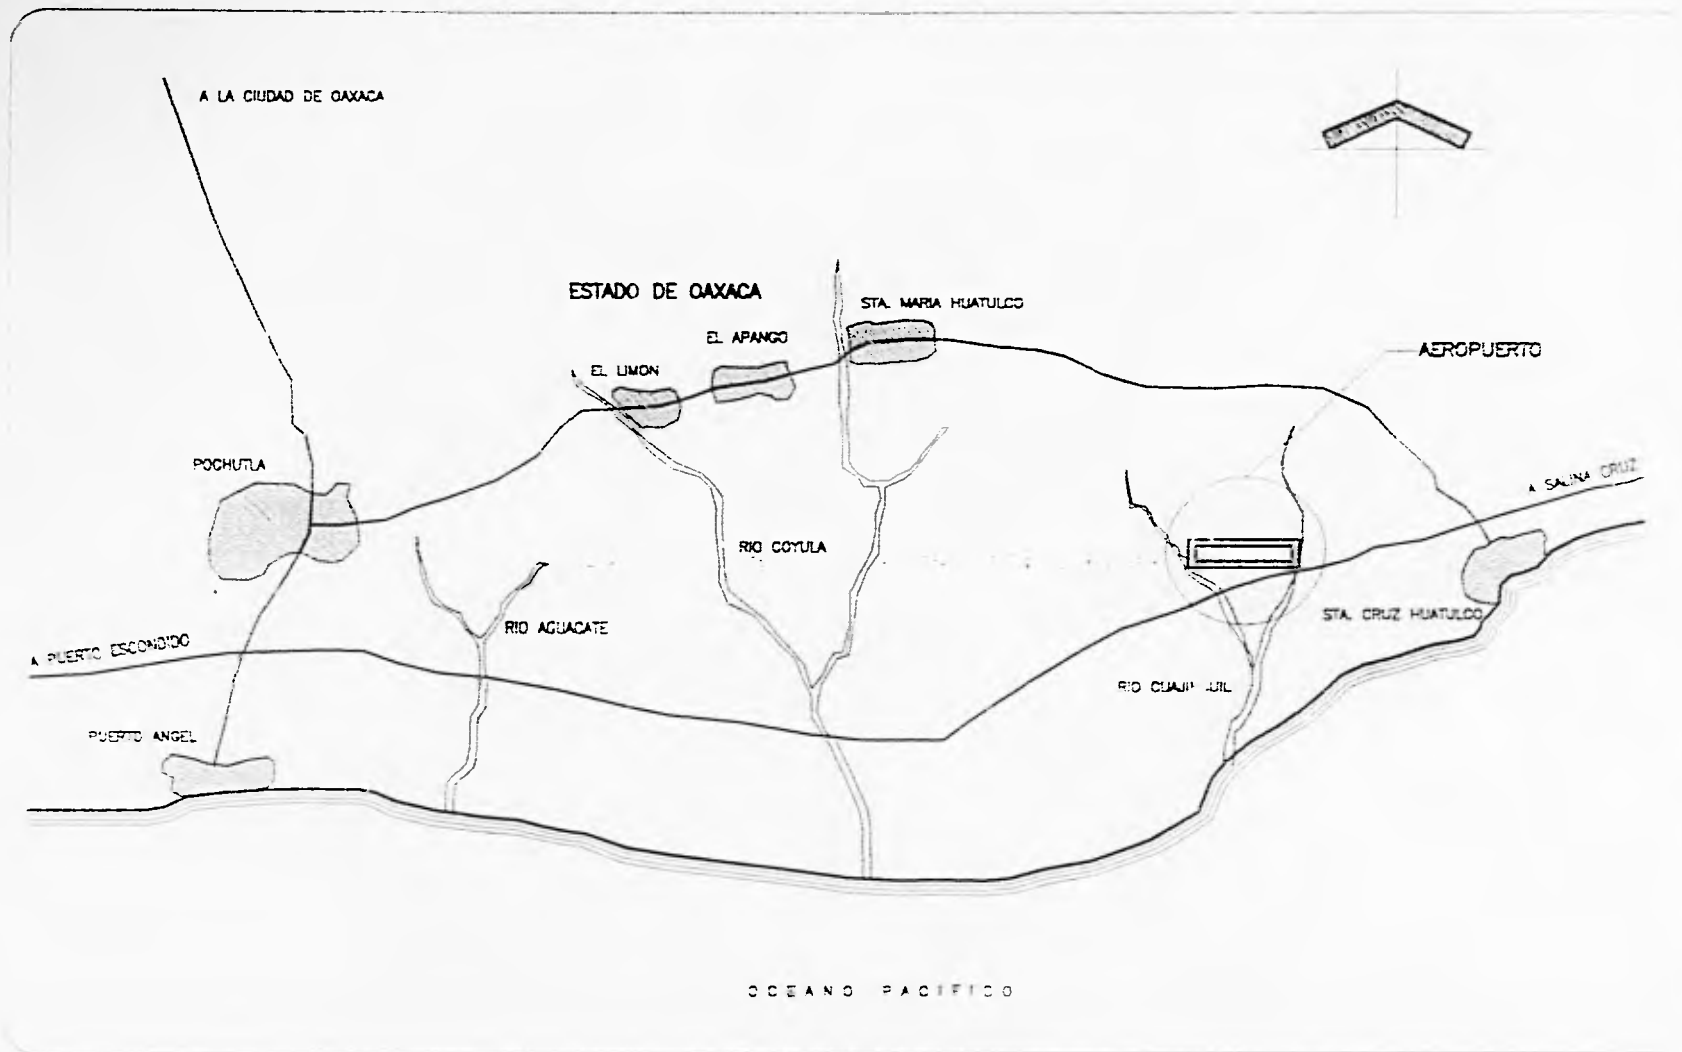 A LA CIUDAD DE OAXACA
ESTADO DE OAXACA
STA. MARIA HUATULCO
EL APANGO
AEROPUERTO
EL LIMON
POCHUTLA
A SALINA CRUZ
RIO COYULA
STA. CRUZ HUATULCO
RIO AGUACATE
A PUERTO ESCONDIDO
RIO
PUERTO ANGEL
OCEANO PACIFICO